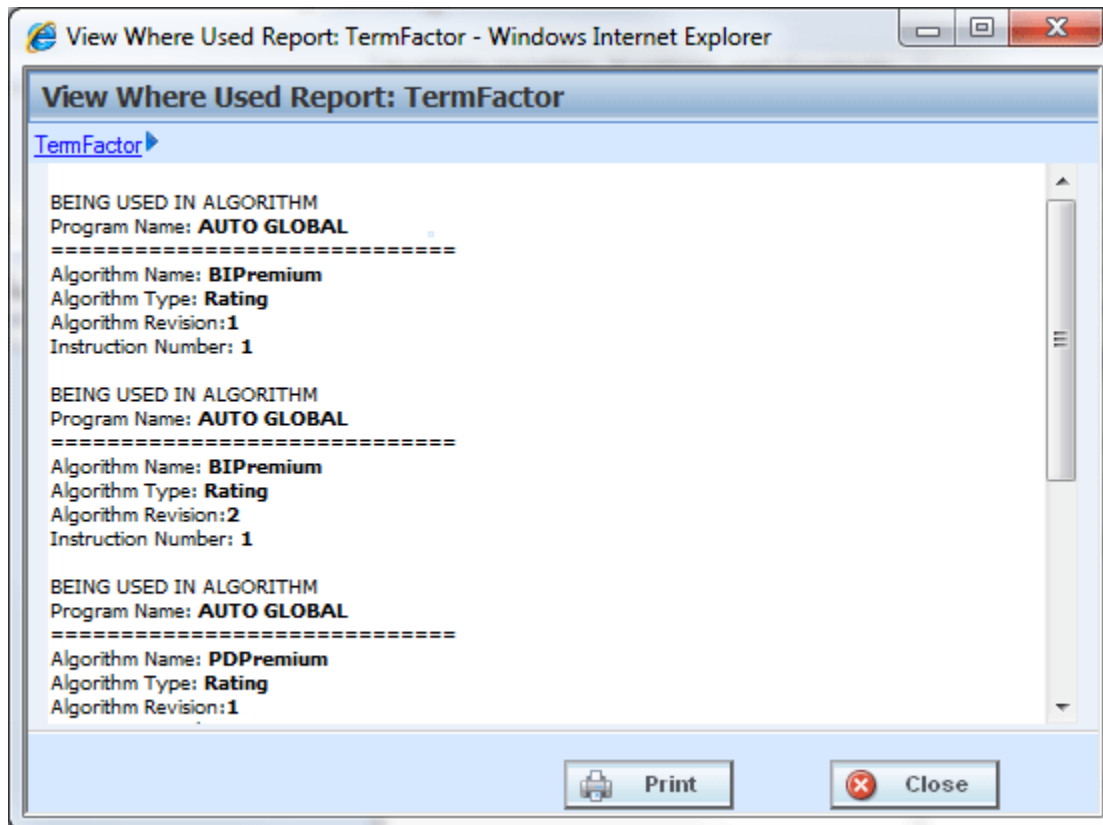 View Where Used Report: TermFactor - Windows Internet Explorer
View Where Used Report: TermFactor
TermFactor
BEING USED IN ALGORITHM
Program Name: AUTO GLOBAL
=============================
Algorithm Name: BIPremium
Algorithm Type: Rating
Algorithm Revision:1
Instruction Number: 1
BEING USED IN ALGORITHM
Program Name: AUTO GLOBAL
=============================
Algorithm Name: BIPremium
Algorithm Type: Rating
Algorithm Revision:2
Instruction Number: 1
BEING USED IN ALGORITHM
Program Name: AUTO GLOBAL
=============================
Algorithm Name: PDPremium
Algorithm Type: Rating
Algorithm Revision:1
Print
Close